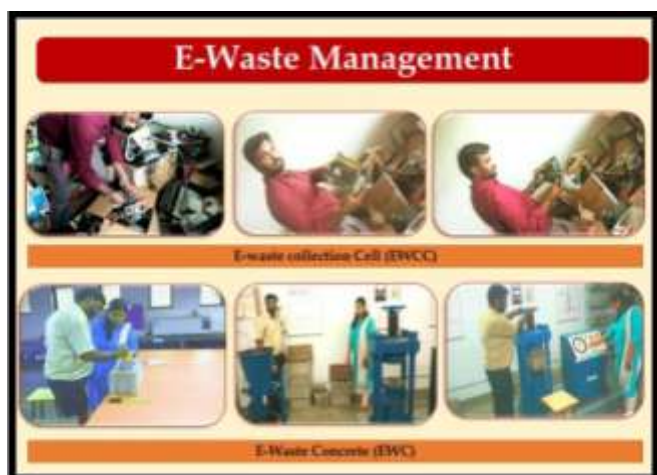 E-Waste Management
E-waste collection Cell (EWCC)
E-Waste Concrete (EWC)